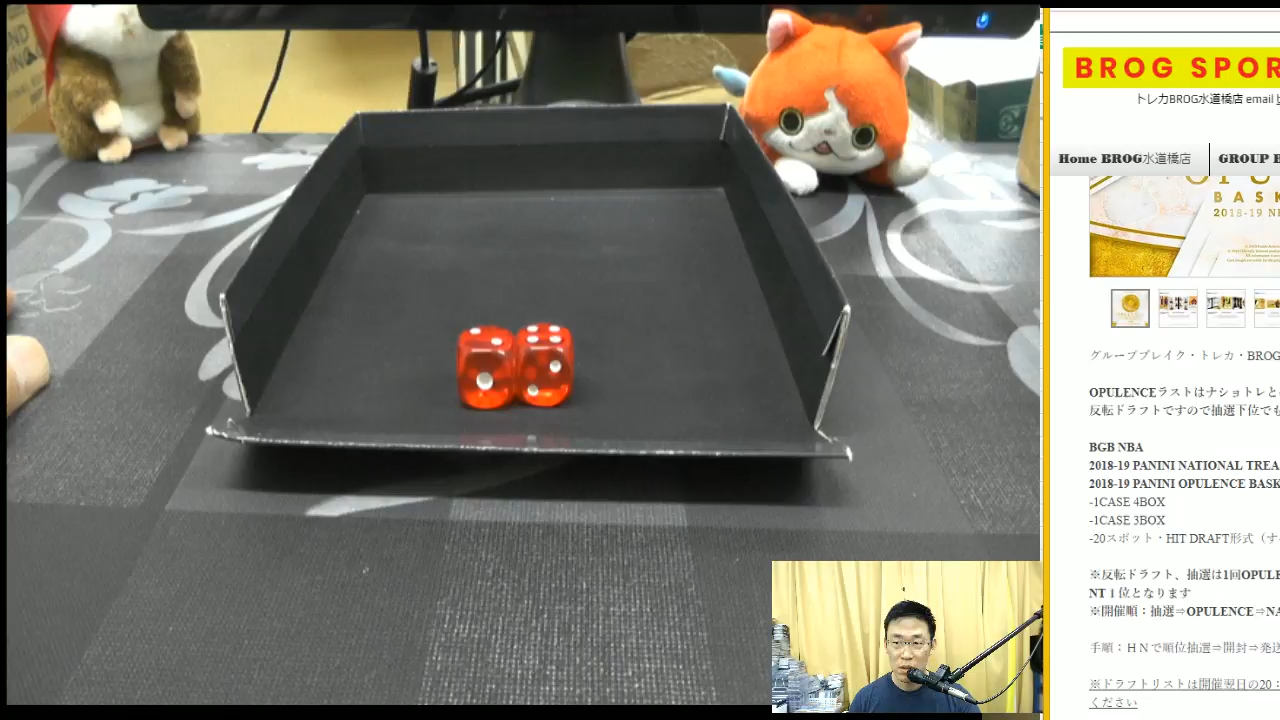 BROG SPOR
トレカBROG水道橋店 email
Home BROG水道橋店
GROUP B
BASK
2018-19 N
グループブレイク・トレカ・BROG
OPULENCEラストはナショトレと
反転ドラフトですので抽選下位でも
BGB NBA
2018-19 PANINI NATIONAL TREA
2018-19 PANINI OPULENCE BASK
-1CASE 4BOX
-1CASE 3BOX
-20スポット・HIT DRAFT形式（す
※反転ドラフト、抽選は1回OPULE
NT１位となります
※開催順：抽選⇒OPULENCE⇒NA
手順：ＨＮで順位抽選⇒開封⇒発送
※ドラフトリストは開催翌日の20：
ください